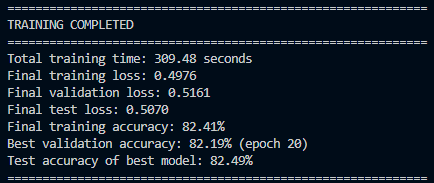 ============================================================
TRAINING COMPLETED
============================================================
Total training time: 309.48 seconds
Final training loss: 0.4976
Final validation loss: 0.5161
Final test loss: 0.5070
Final training accuracy: 82.41%
Best validation accuracy: 82.19% (epoch 20)
Test accuracy of best model: 82.49%
============================================================